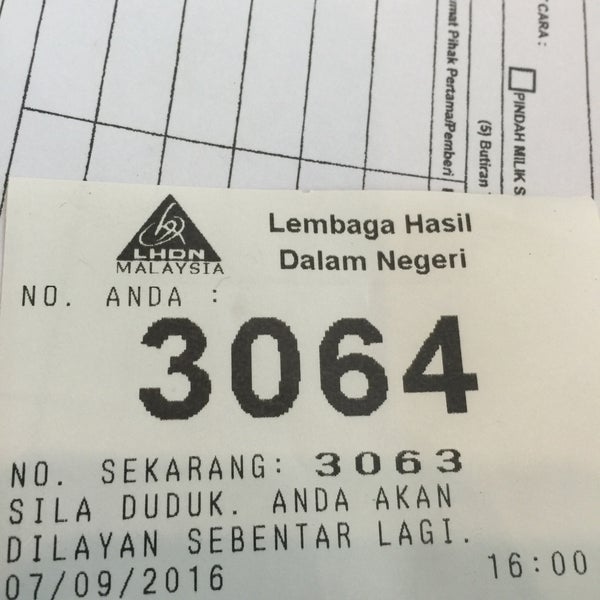 CARA :
PINDAH MILIK S
(5) Butiran
mat Pihak Pertama/Pemberi
LHDN
MALAYSIA
Lembaga Hasil
Dalam Negeri
NO. ANDA :
3064
NO. SEKARANG: 3063
SILA DUDUK. ANDA AKAN
DILAYAN SEBENTAR LAGI.
07/09/2016 16:00